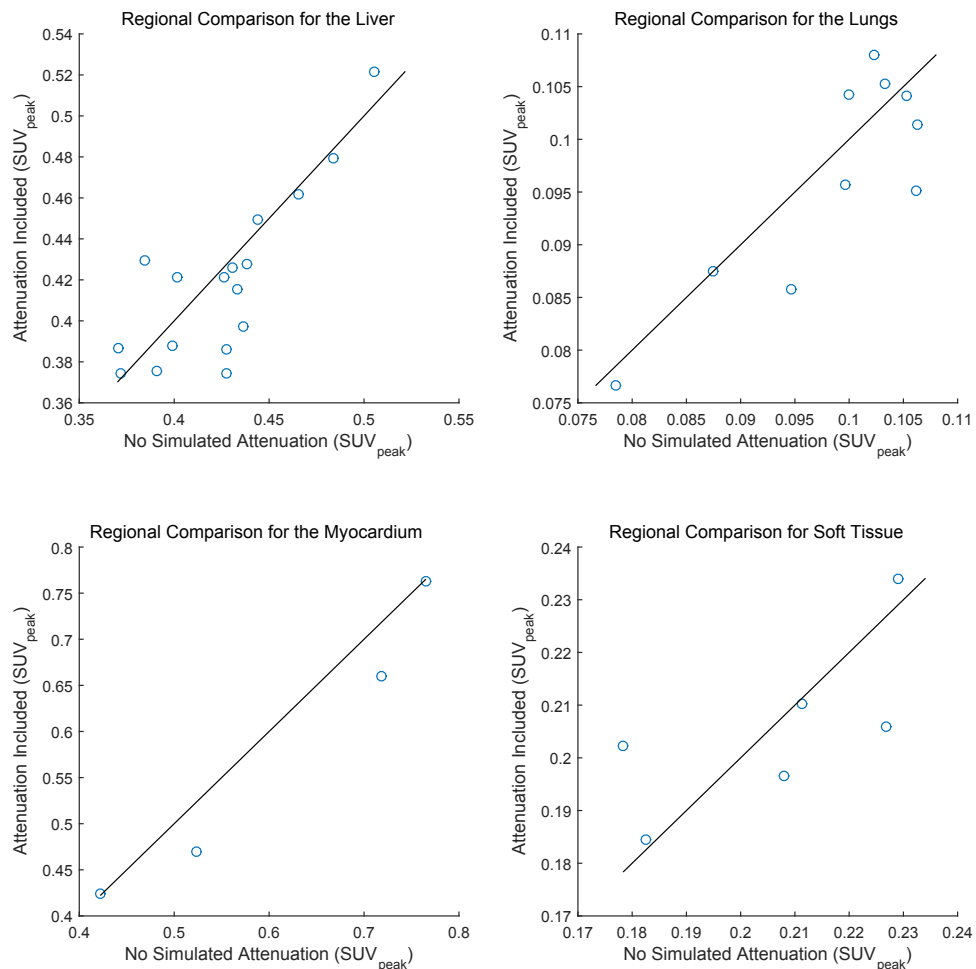 Regional Comparison for the Liver
0.54
0.52
0.5
0.48
0.46
0.44
0.42
0.4
0.38
0.36
Attenuation Included (SUVpeak)
0.35 0.4 0.45 0.5 0.55
No Simulated Attenuation (SUVpeak)
Regional Comparison for the Lungs
0.11
0.105
0.1
0.095
0.09
0.085
0.08
0.075
Attenuation Included (SUVpeak)
0.075 0.08 0.085 0.09 0.095 0.1 0.105 0.11
No Simulated Attenuation (SUVpeak)
Regional Comparison for the Myocardium
0.8
0.75
0.7
0.65
0.6
0.55
0.5
0.45
0.4
Attenuation Included (SUVpeak)
0.4 0.5 0.6 0.7 0.8
No Simulated Attenuation (SUVpeak)
Regional Comparison for Soft Tissue
0.24
0.23
0.22
0.21
0.2
0.19
0.18
0.17
Attenuation Included (SUVpeak)
0.17 0.18 0.19 0.2 0.21 0.22 0.23 0.24
No Simulated Attenuation (SUVpeak)